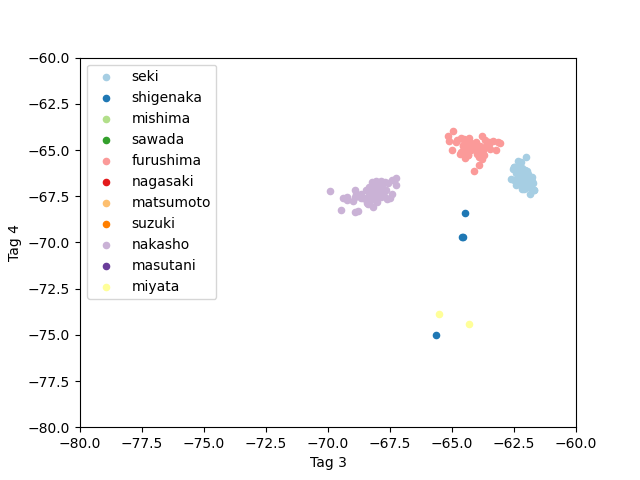 −60.0
−62.5
−65.0
−67.5
−70.0
−72.5
−75.0
−77.5
−80.0
Tag 4
seki
shigenaka
mishima
sawada
furushima
nagasaki
matsumoto
suzuki
nakasho
masutani
miyata
−80.0 −77.5 −75.0 −72.5 −70.0 −67.5 −65.0 −62.5 −60.0
Tag 3